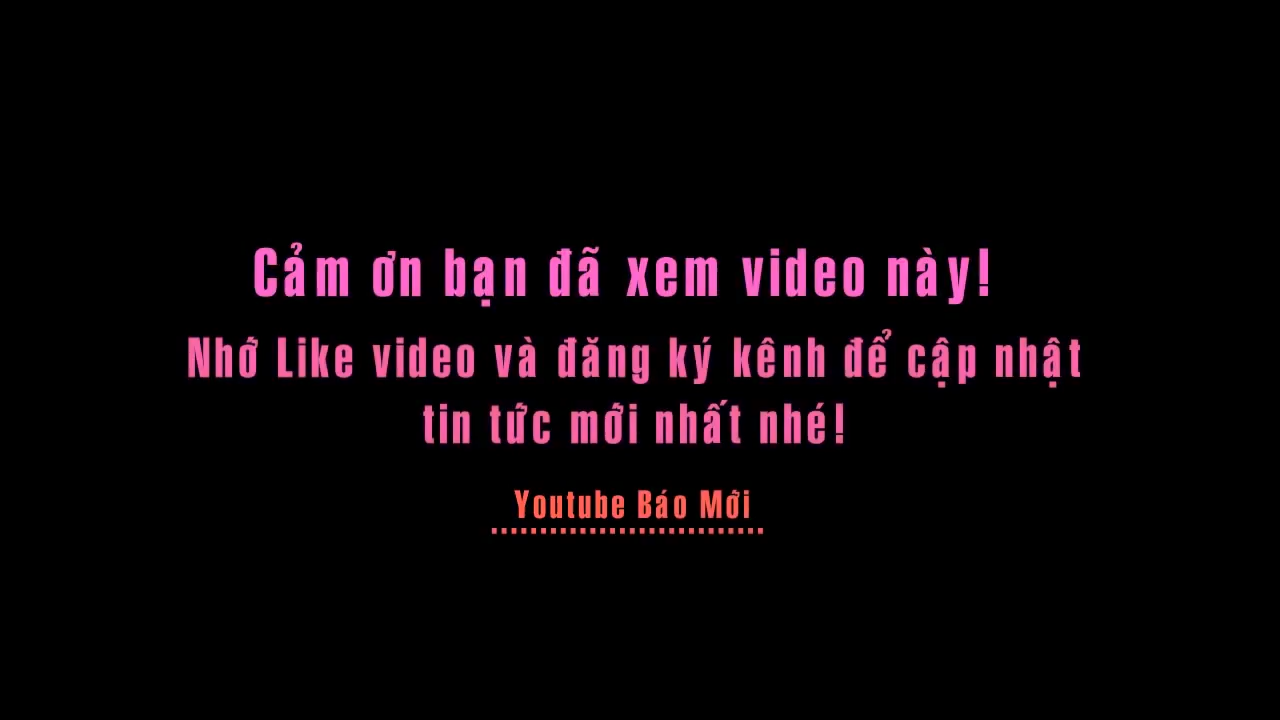 Cảm ơn bạn đã xem video này!
Nhớ Like video và đăng ký kênh để cập nhật
tin tức mới nhất nhé!
Youtube Báo Mới